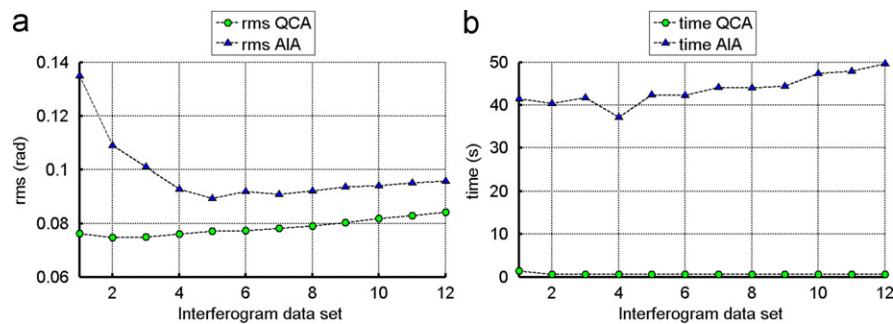 a
rms QCA
rms AIA
0.14
0.12
0.1
0.08
0.06
rms (rad)
2
4
6
8
10
12
Interferogram data set
b
time QCA
time AIA
50
40
30
20
10
0
time (s)
2
4
6
8
10
12
Interferogram data set